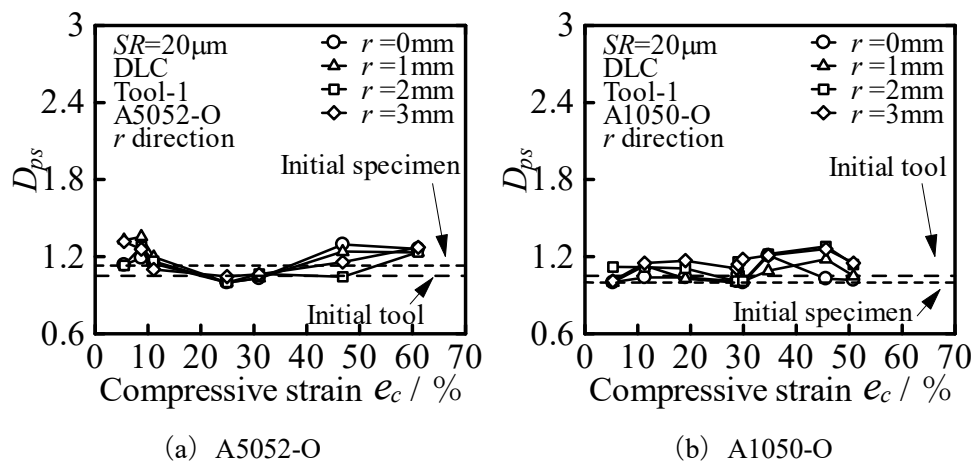 3
2.4
1.8
1.2
0.6
D_ps
SR=20μm
DLC
Tool-1
A5052-O
r direction
r =0mm
r =1mm
r =2mm
r =3mm
Initial specimen
Initial tool
0 10 20 30 40 50 60 70
Compressive strain e_c / %
(a) A5052-O
3
2.4
1.8
1.2
0.6
D_ps
SR=20μm
DLC
Tool-1
A1050-O
r direction
r =0mm
r =1mm
r =2mm
r =3mm
Initial tool
Initial specimen
0 10 20 30 40 50 60 70
Compressive strain e_c / %
(b) A1050-O